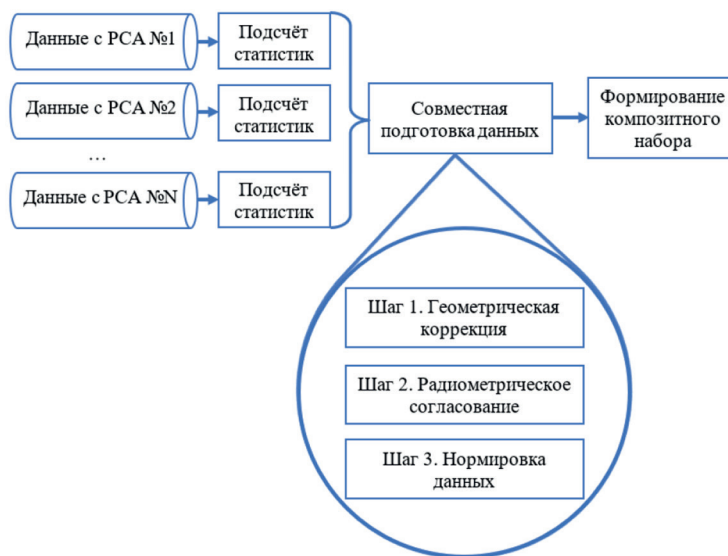 Данные с РСА №1
Подсчёт
статистик
Данные с РСА №2
Подсчёт
статистик
...
Данные с РСА №N
Подсчёт
статистик
Совместная
подготовка данных
Формирование
композитного
набора
Шаг 1. Геометрическая
коррекция
Шаг 2. Радиометрическое
согласование
Шаг 3. Нормировка
данных